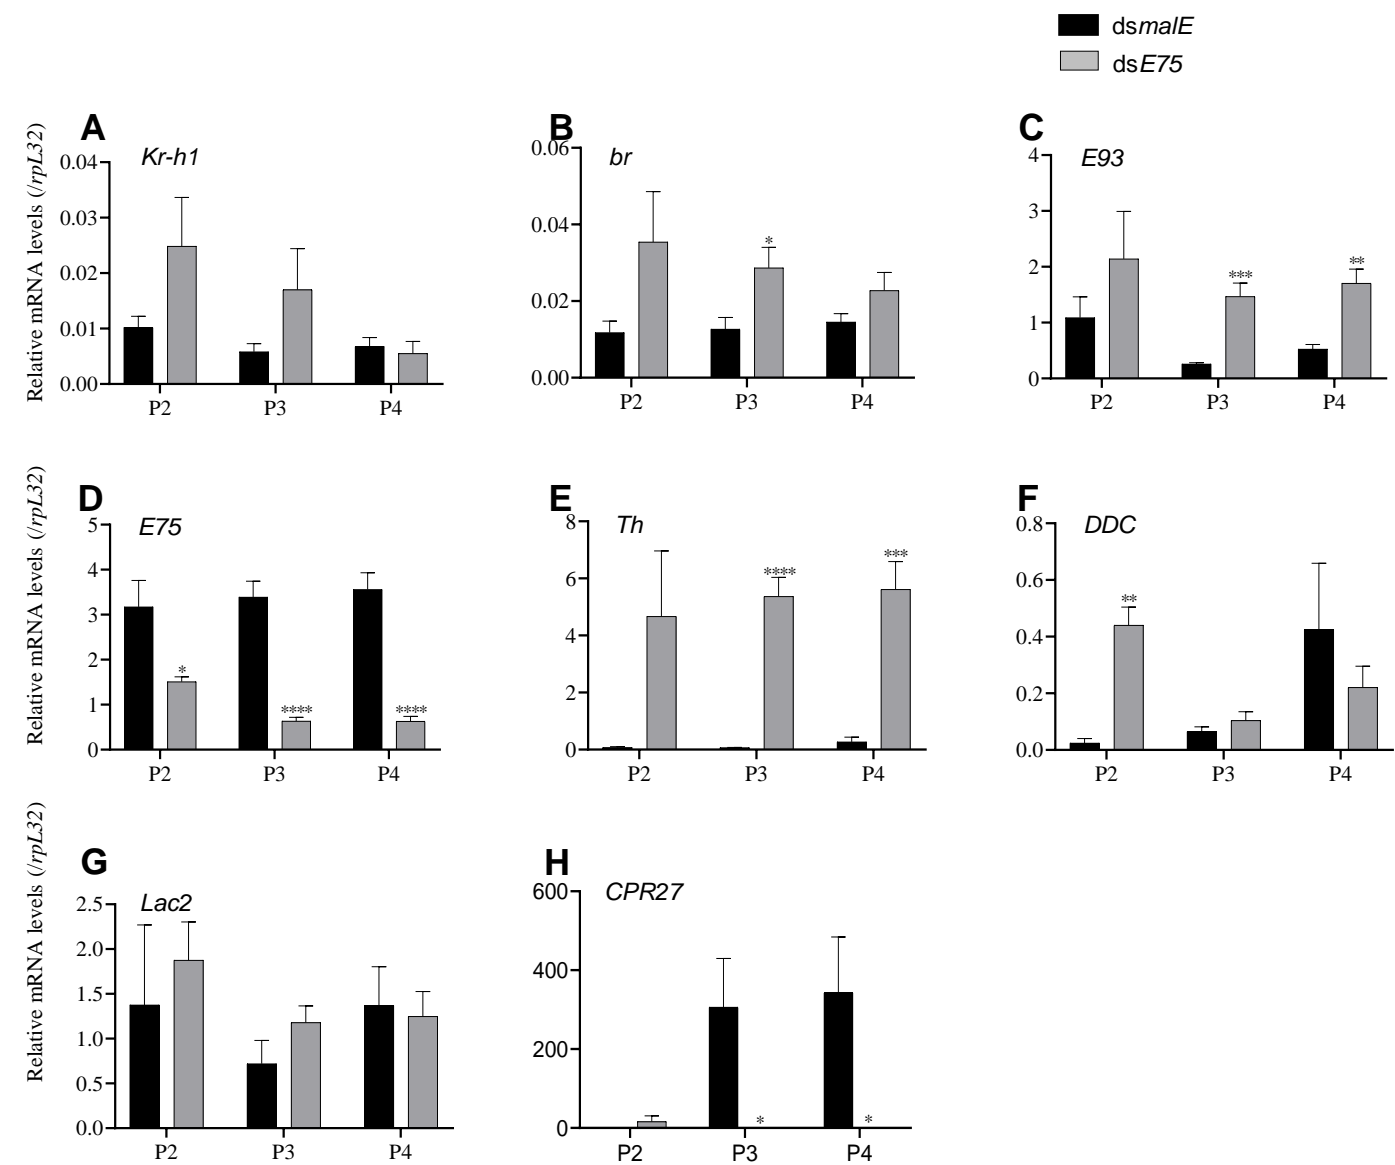 dsmalE
dsE75
A
Kr-h1
Relative mRNA levels (/rpL32)
0.04
0.03
0.02
0.01
0.00
P2 P3 P4
B
br
0.06
0.04
0.02
0.00
*
P2 P3 P4
C
E93
4
3
2
1
0
***
**
P2 P3 P4
D
E75
Relative mRNA levels (/rpL32)
5
4
3
2
1
0
*
****
****
P2 P3 P4
E
Th
8
6
4
2
0
****
***
P2 P3 P4
F
DDC
0.8
0.6
0.4
0.2
0.0
**
P2 P3 P4
G
Lac2
Relative mRNA levels (/rpL32)
2.5
2.0
1.5
1.0
0.5
0.0
P2 P3 P4
H
CPR27
600
400
200
0
*
*
P2 P3 P4